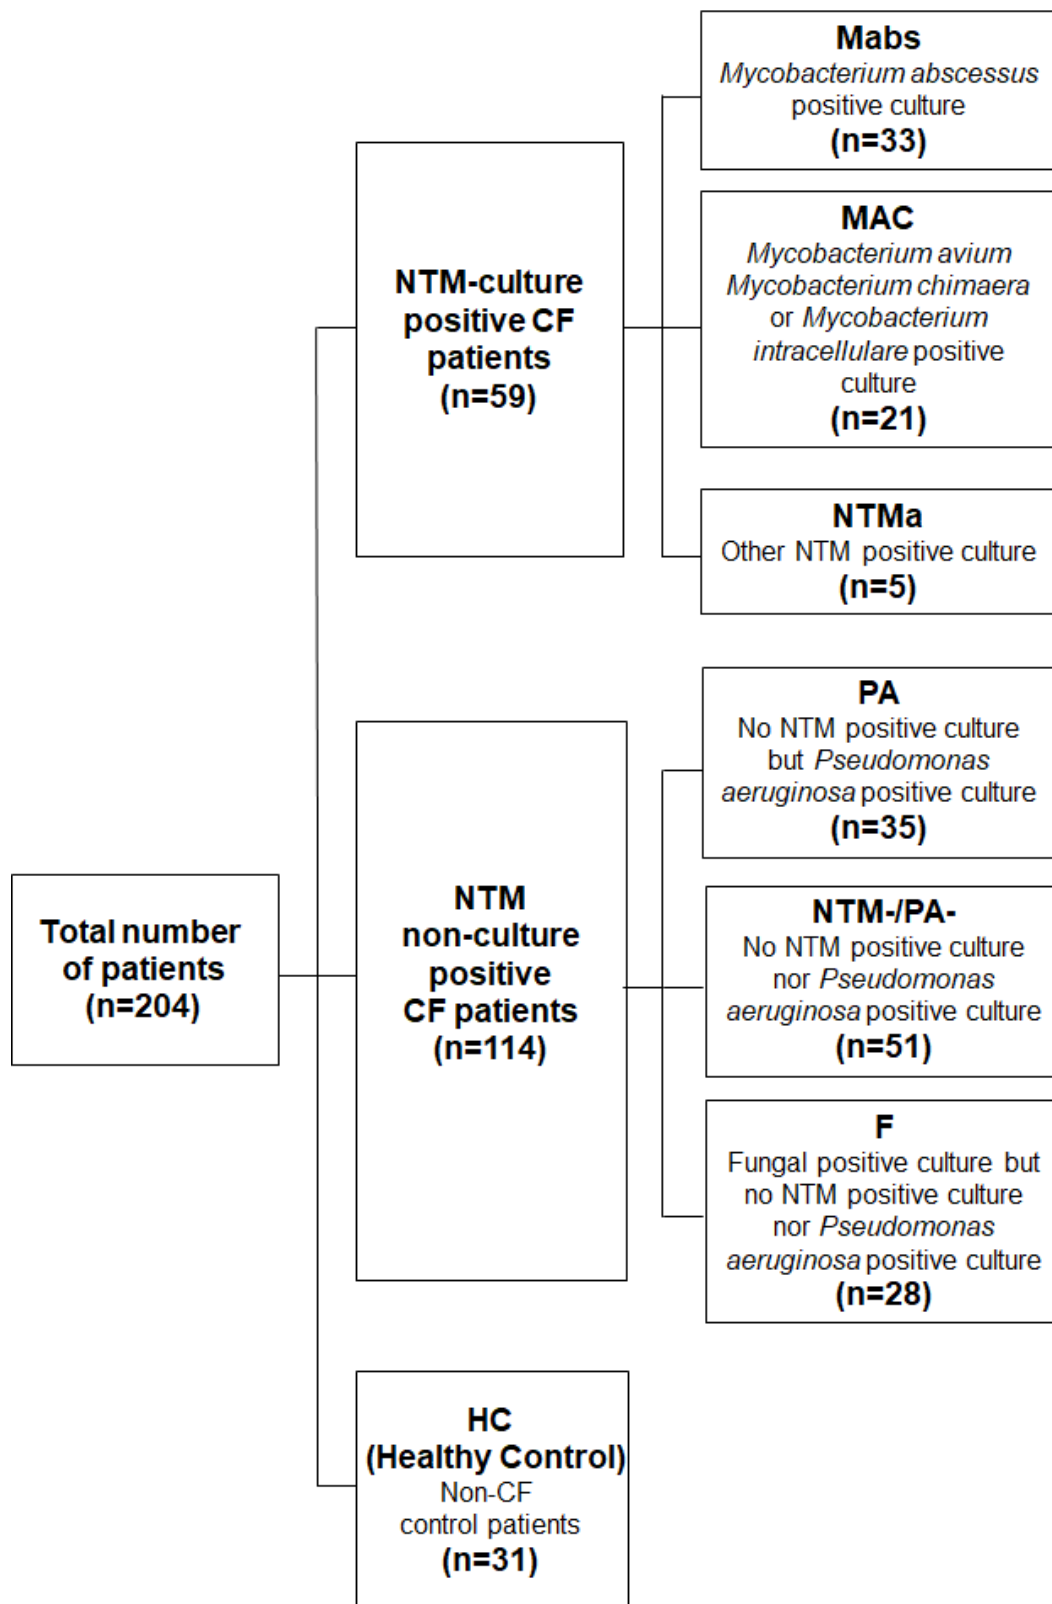 Total number
of patients
(n=204)
NTM-culture
positive CF
patients
(n=59)
Mabs
Mycobacterium abscessus
positive culture
(n=33)
MAC
Mycobacterium avium
Mycobacterium chimaera
or Mycobacterium
intracellulare positive
culture
(n=21)
NTMa
Other NTM positive culture
(n=5)
NTM
non-culture
positive
CF patients
(n=114)
PA
No NTM positive culture
but Pseudomonas
aeruginosa positive culture
(n=35)
NTM-/PA-
No NTM positive culture
nor Pseudomonas
aeruginosa positive culture
(n=51)
F
Fungal positive culture but
no NTM positive culture
nor Pseudomonas
aeruginosa positive culture
(n=28)
HC
(Healthy Control)
Non-CF
control patients
(n=31)